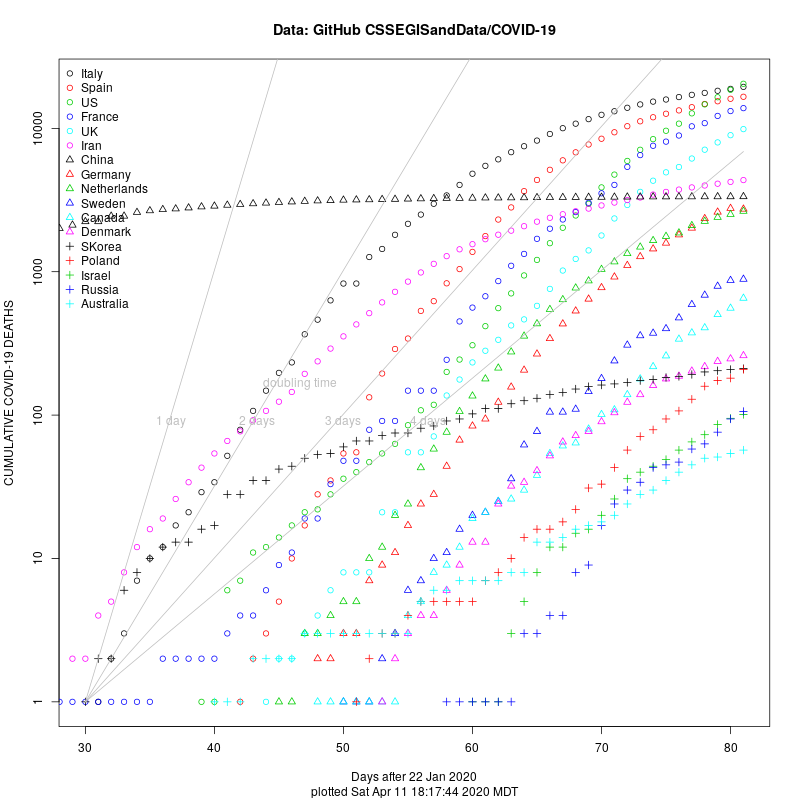 Data: GitHub CSSEGISandData/COVID-19
Italy
Spain
US
France
UK
Iran
China
Germany
Netherlands
Sweden
Canada
Denmark
SKorea
Poland
Israel
Russia
Australia
doubling time
1 day
2 days
3 days
4 days
CUMULATIVE COVID-19 DEATHS
10000
1000
100
10
1
30
40
50
60
70
80
Days after 22 Jan 2020
plotted Sat Apr 11 18:17:44 2020 MDT